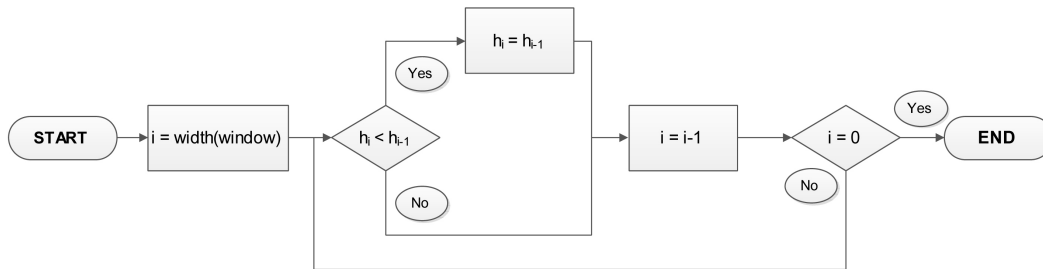 START
i = width(window)
hᵢ < hᵢ₋₁
Yes
hᵢ = hᵢ₋₁
No
i = i-1
i = 0
Yes
No
END